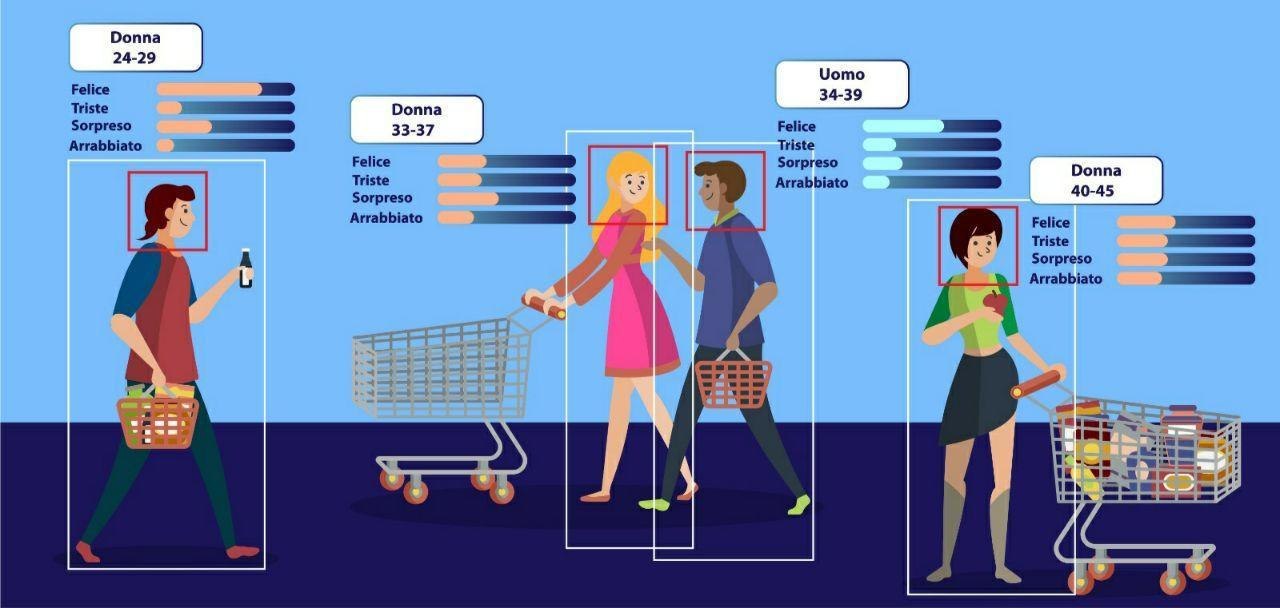 Donna
24-29
Felice
Triste
Sorpreso
Arrabbiato
Donna
33-37
Felice
Triste
Sorpreso
Arrabbiato
Uomo
34-39
Felice
Triste
Sorpreso
Arrabbiato
Donna
40-45
Felice
Triste
Sorpreso
Arrabbiato